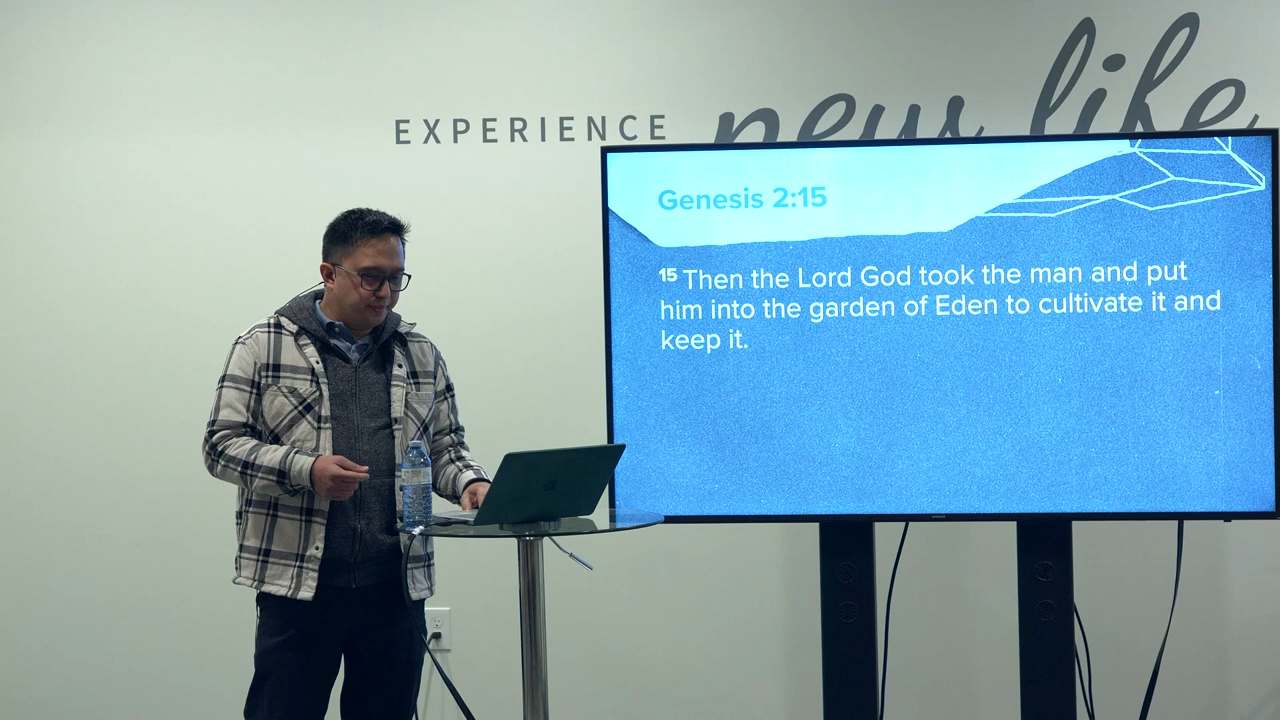 EXPERIENCE new life
Genesis 2:15
15 Then the Lord God took the man and put
him into the garden of Eden to cultivate it and
keep it.